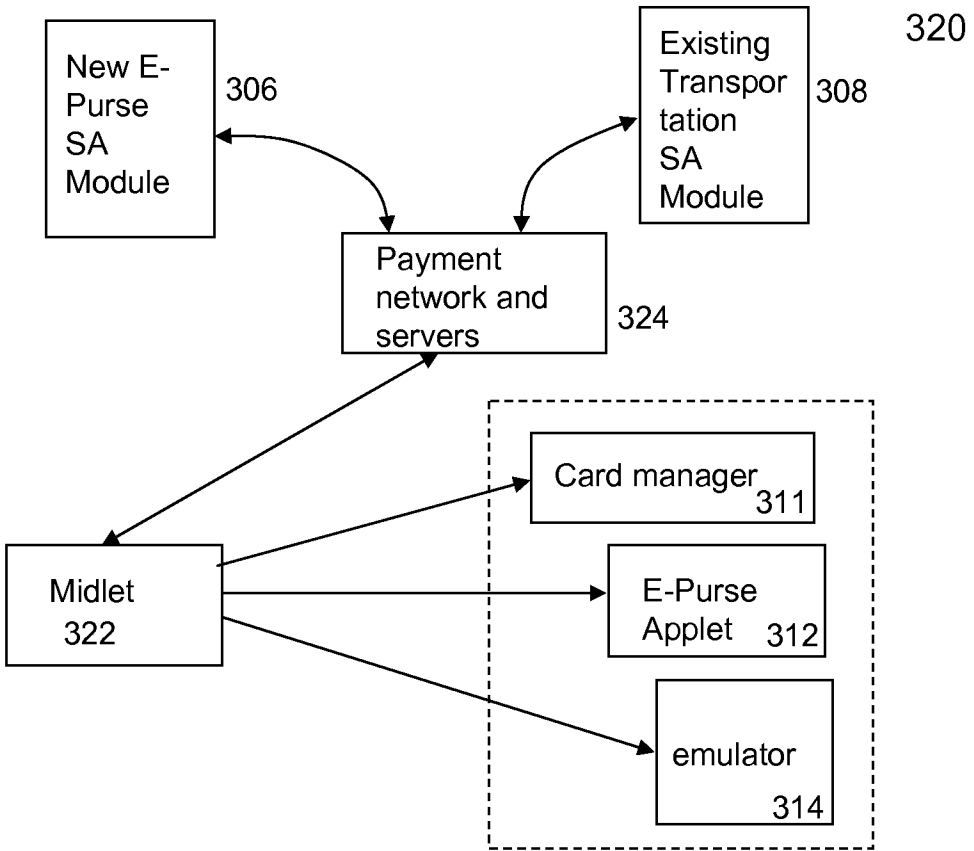 320
New E-
Purse
SA
Module
306
Existing
Transpor
tation
SA
Module
308
Payment
network and
servers
324
Card manager
311
Midlet
322
E-Purse
Applet
312
emulator
314